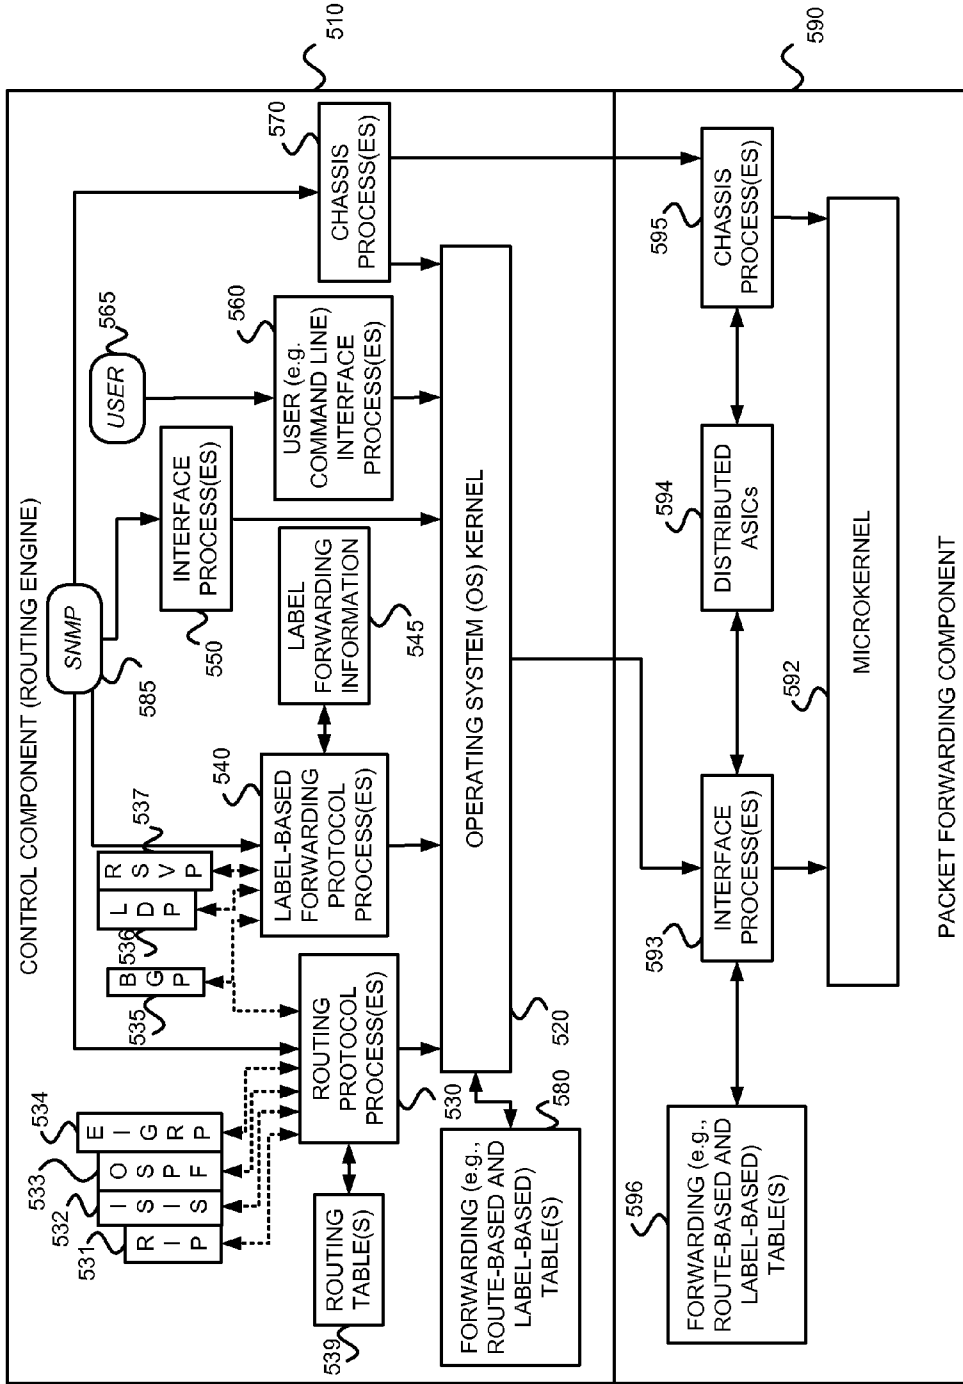 CONTROL COMPONENT (ROUTING ENGINE)
510
SNMP
585
USER
565
531
RIP
532
ISIS
533
OSPF
534
EIGRP
535
BGP
536
LDP
537
RSVP
ROUTING
TABLE(S)
539
ROUTING
PROTOCOL
PROCESS(ES)
530
LABEL-BASED
FORWARDING
PROTOCOL
PROCESS(ES)
540
LABEL
FORWARDING
INFORMATION
545
INTERFACE
PROCESS(ES)
550
USER (e.g.
COMMAND LINE)
INTERFACE
PROCESS(ES)
560
CHASSIS
PROCESS(ES)
570
OPERATING SYSTEM (OS) KERNEL
520
FORWARDING (e.g.,
ROUTE-BASED AND
LABEL-BASED)
TABLE(S)
580
590
FORWARDING (e.g.,
ROUTE-BASED AND
LABEL-BASED)
TABLE(S)
596
INTERFACE
PROCESS(ES)
593
DISTRIBUTED
ASICs
594
CHASSIS
PROCESS(ES)
595
MICROKERNEL
592
PACKET FORWARDING COMPONENT